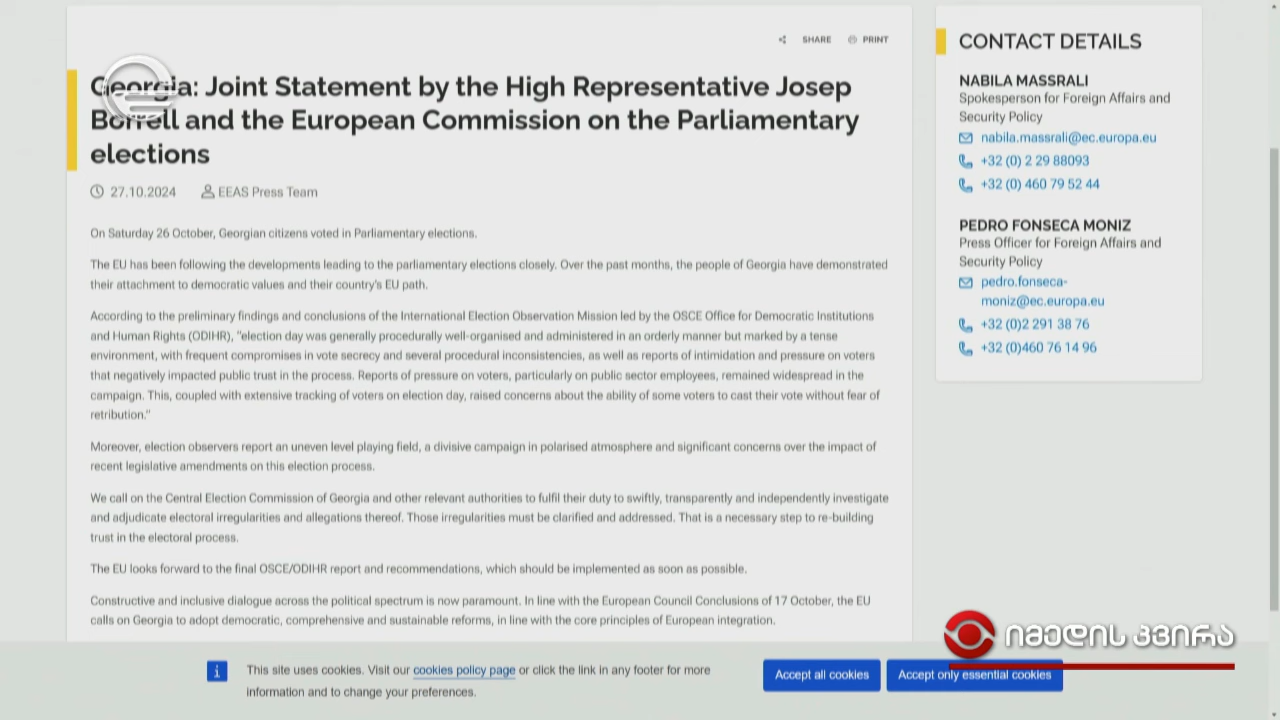 SHARE PRINT
Georgia: Joint Statement by the High Representative Josep
Borrell and the European Commission on the Parliamentary
elections
27.10.2024 EEAS Press Team
On Saturday 26 October, Georgian citizens voted in Parliamentary elections.
The EU has been following the developments leading to the parliamentary elections closely. Over the past months, the people of Georgia have demonstrated
their attachment to democratic values and their country's EU path.
According to the preliminary findings and conclusions of the International Election Observation Mission led by the OSCE Office for Democratic Institutions
and Human Rights (ODIHR), "election day was generally procedurally well-organised and administered in an orderly manner but marked by a tense
environment, with frequent compromises in vote secrecy and several procedural inconsistencies, as well as reports of intimidation and pressure on voters
that negatively impacted public trust in the process. Reports of pressure on voters, particularly on public sector employees, remained widespread in the
campaign. This, coupled with extensive tracking of voters on election day, raised concerns about the ability of some voters to cast their vote without fear of
retribution."
Moreover, election observers report an uneven level playing field, a divisive campaign in polarised atmosphere and significant concerns over the impact of
recent legislative amendments on this election process.
We call on the Central Election Commission of Georgia and other relevant authorities to fulfil their duty to swiftly, transparently and independently investigate
and adjudicate electoral irregularities and allegations thereof. Those irregularities must be clarified and addressed. That is a necessary step to re-building
trust in the electoral process.
The EU looks forward to the final OSCE/ODIHR report and recommendations, which should be implemented as soon as possible.
Constructive and inclusive dialogue across the political spectrum is now paramount. In line with the European Council Conclusions of 17 October, the EU
calls on Georgia to adopt democratic, comprehensive and sustainable reforms, in line with the core principles of European integration.
CONTACT DETAILS
NABILA MASSRALI
Spokesperson for Foreign Affairs and
Security Policy
nabila.massrali@ec.europa.eu
+32 (0) 2 29 88093
+32 (0) 460 79 52 44
PEDRO FONSECA MONIZ
Press Officer for Foreign Affairs and
Security Policy
pedro.fonseca-
moniz@ec.europa.eu
+32 (0)2 291 38 76
+32 (0)460 76 14 96
იმედის კვირა
This site uses cookies. Visit our cookies policy page or click the link in any footer for more
information and to change your preferences.
Accept all cookies
Accept only essential cookies